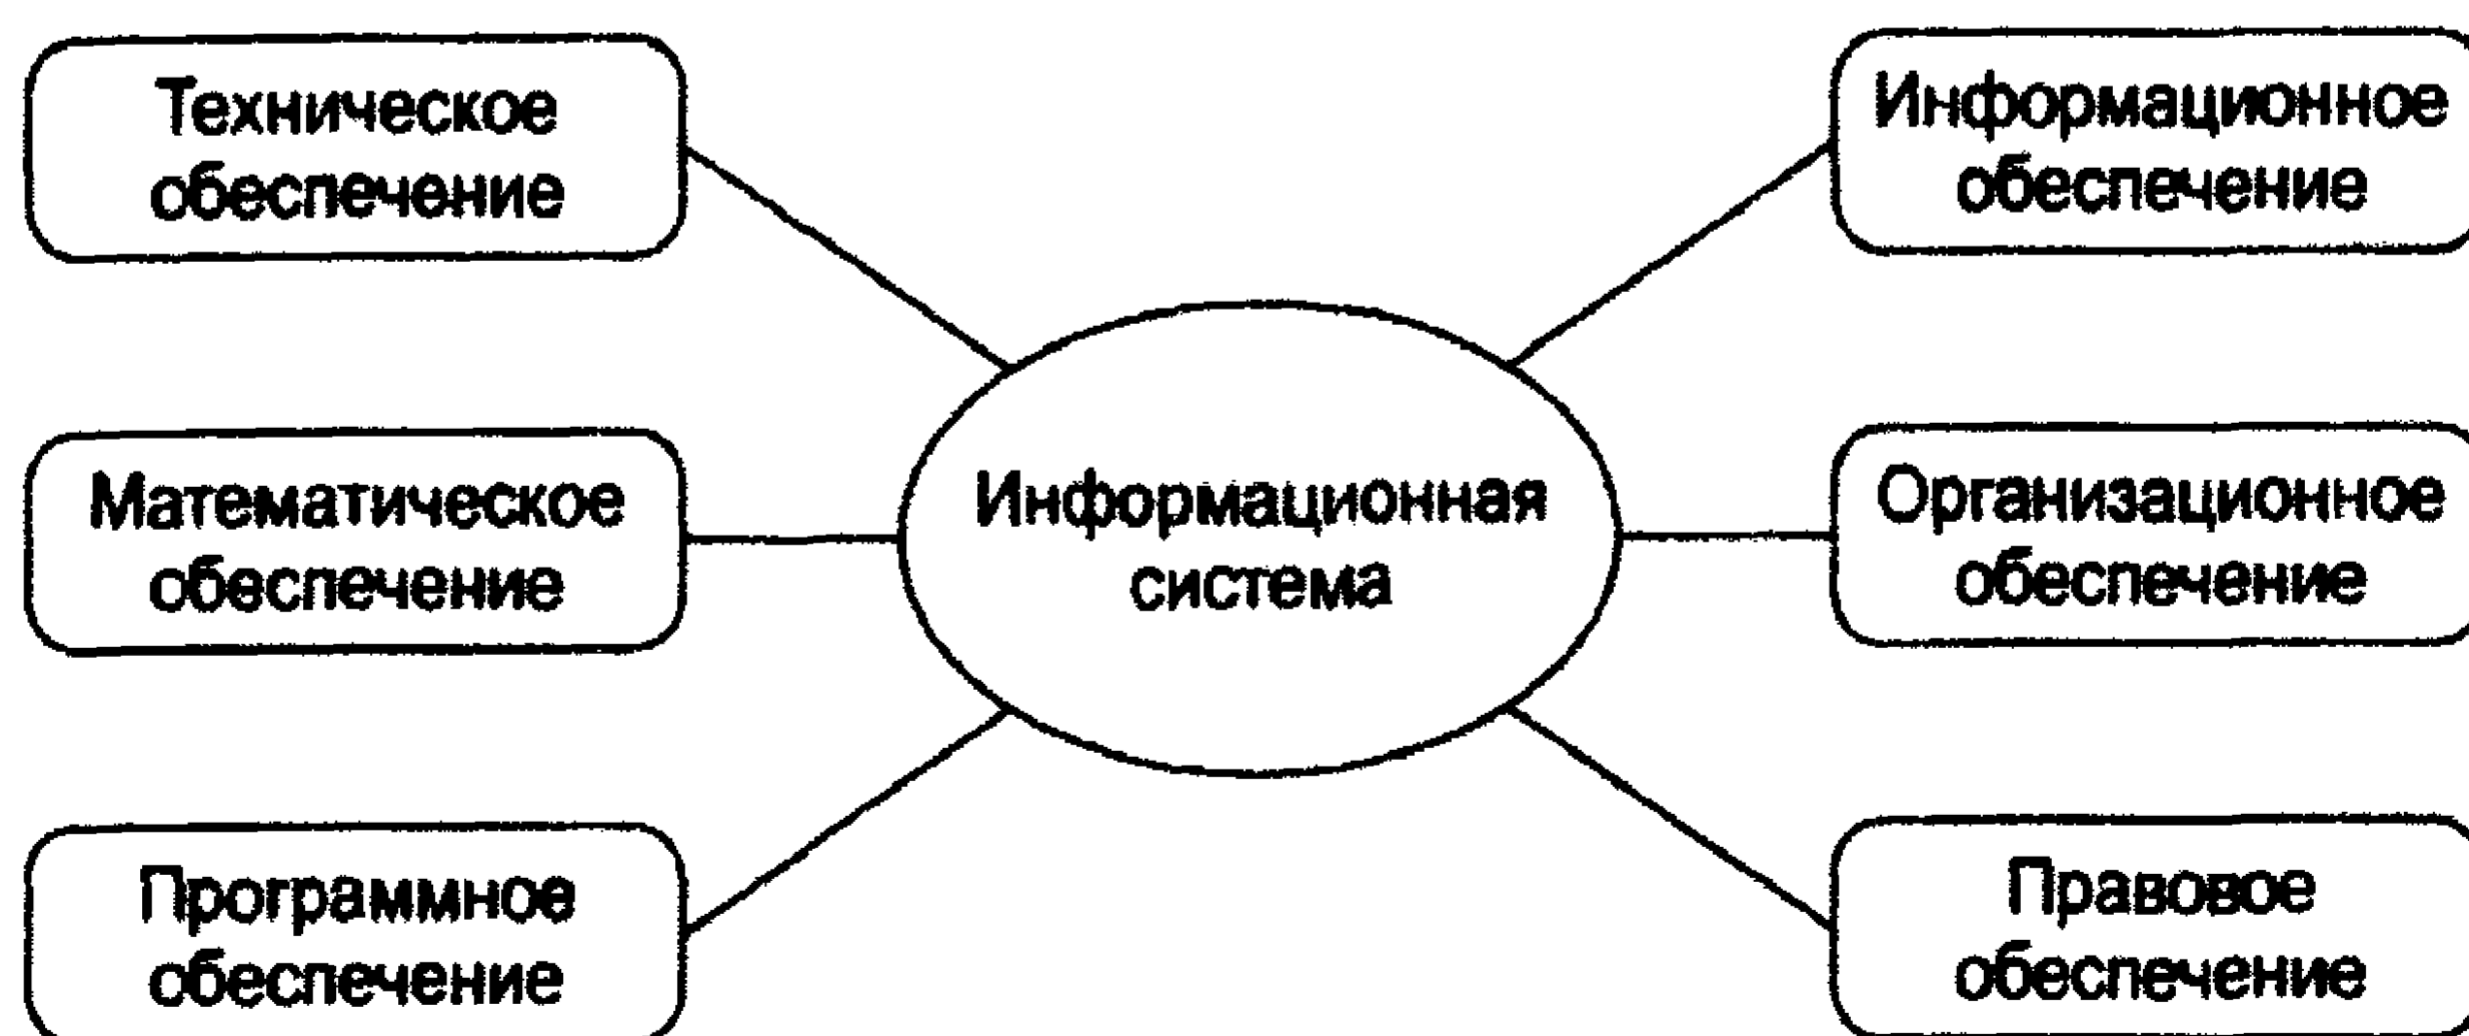 Техническое
обеспечение
Информационное
обеспечение
Математическое
обеспечение
Информационная
система
Организационное
обеспечение
Программное
обеспечение
Правовое
обеспечение